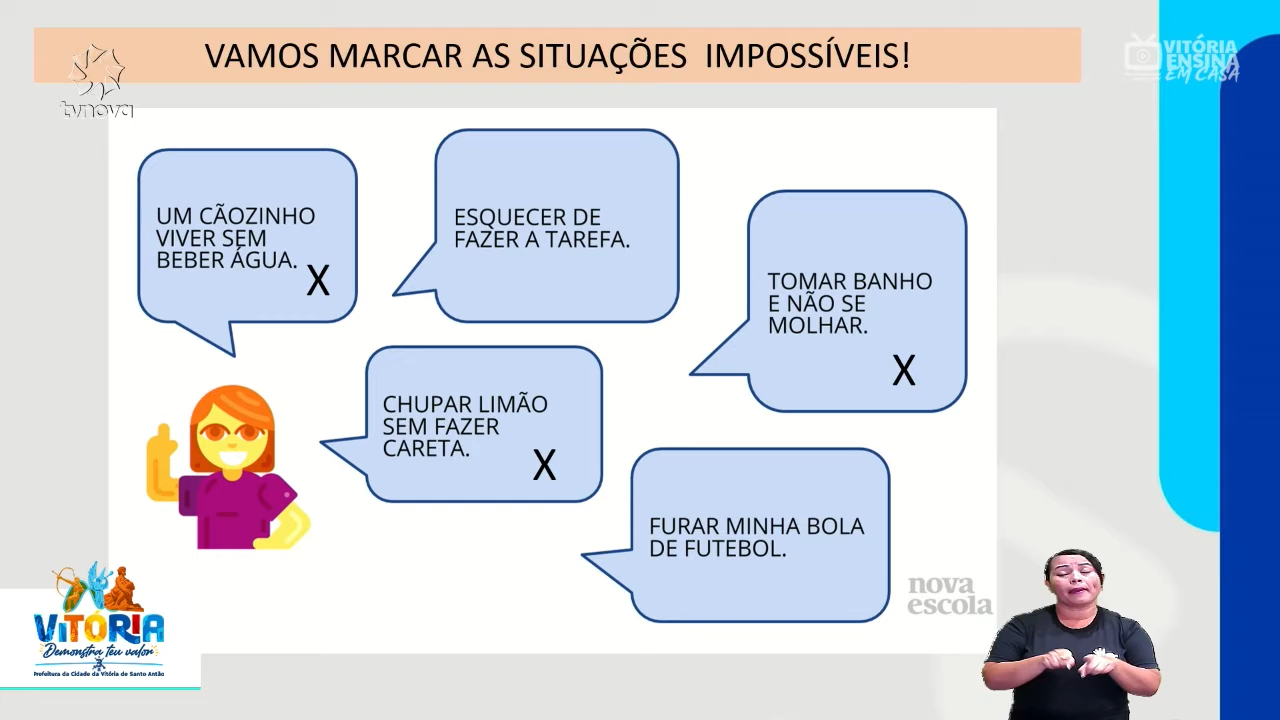 VAMOS MARCAR AS SITUAÇÕES IMPOSSÍVEIS!
tvnova
VITÓRIA
ENSINA
EM CASA
UM CÃOZINHO
VIVER SEM
BEBER ÁGUA.
X
ESQUECER DE
FAZER A TAREFA.
TOMAR BANHO
E NÃO SE
MOLHAR.
X
CHUPAR LIMÃO
SEM FAZER
CARETA.
X
FURAR MINHA BOLA
DE FUTEBOL.
nova
escola
VITÓRIA
Demonstra teu valor
Prefeitura da Cidade da Vitória de Santo Antão